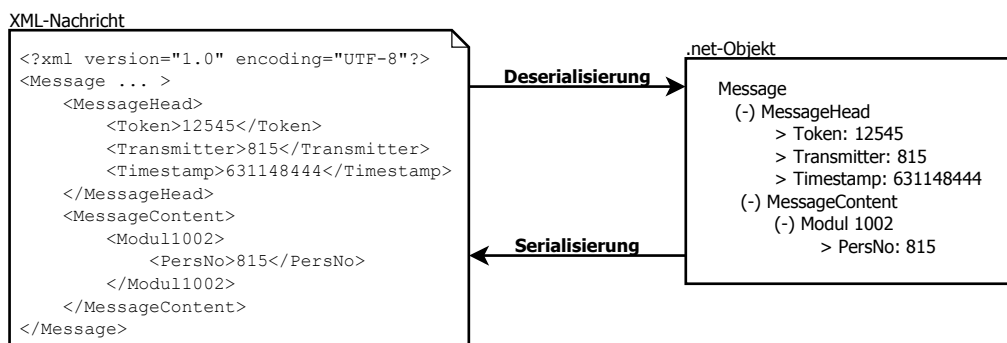 XML-Nachricht
<?xml version="1.0" encoding="UTF-8"?>
<Message ... >
<MessageHead>
<Token>12545</Token>
<Transmitter>815</Transmitter>
<Timestamp>631148444</Timestamp>
</MessageHead>
<MessageContent>
<Modul1002>
<PersNo>815</PersNo>
</Modul1002>
</MessageContent>
</Message>
Deserialisierung
Serialisierung
.net-Objekt
Message
(-) MessageHead
> Token: 12545
> Transmitter: 815
> Timestamp: 631148444
(-) MessageContent
(-) Modul 1002
> PersNo: 815